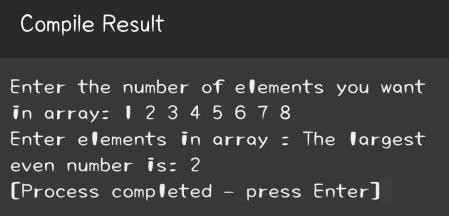 Compile Result
Enter the number of elements you want
in array: 1 2 3 4 5 6 7 8
Enter elements in array : The largest
even number is: 2
[Process completed - press Enter]